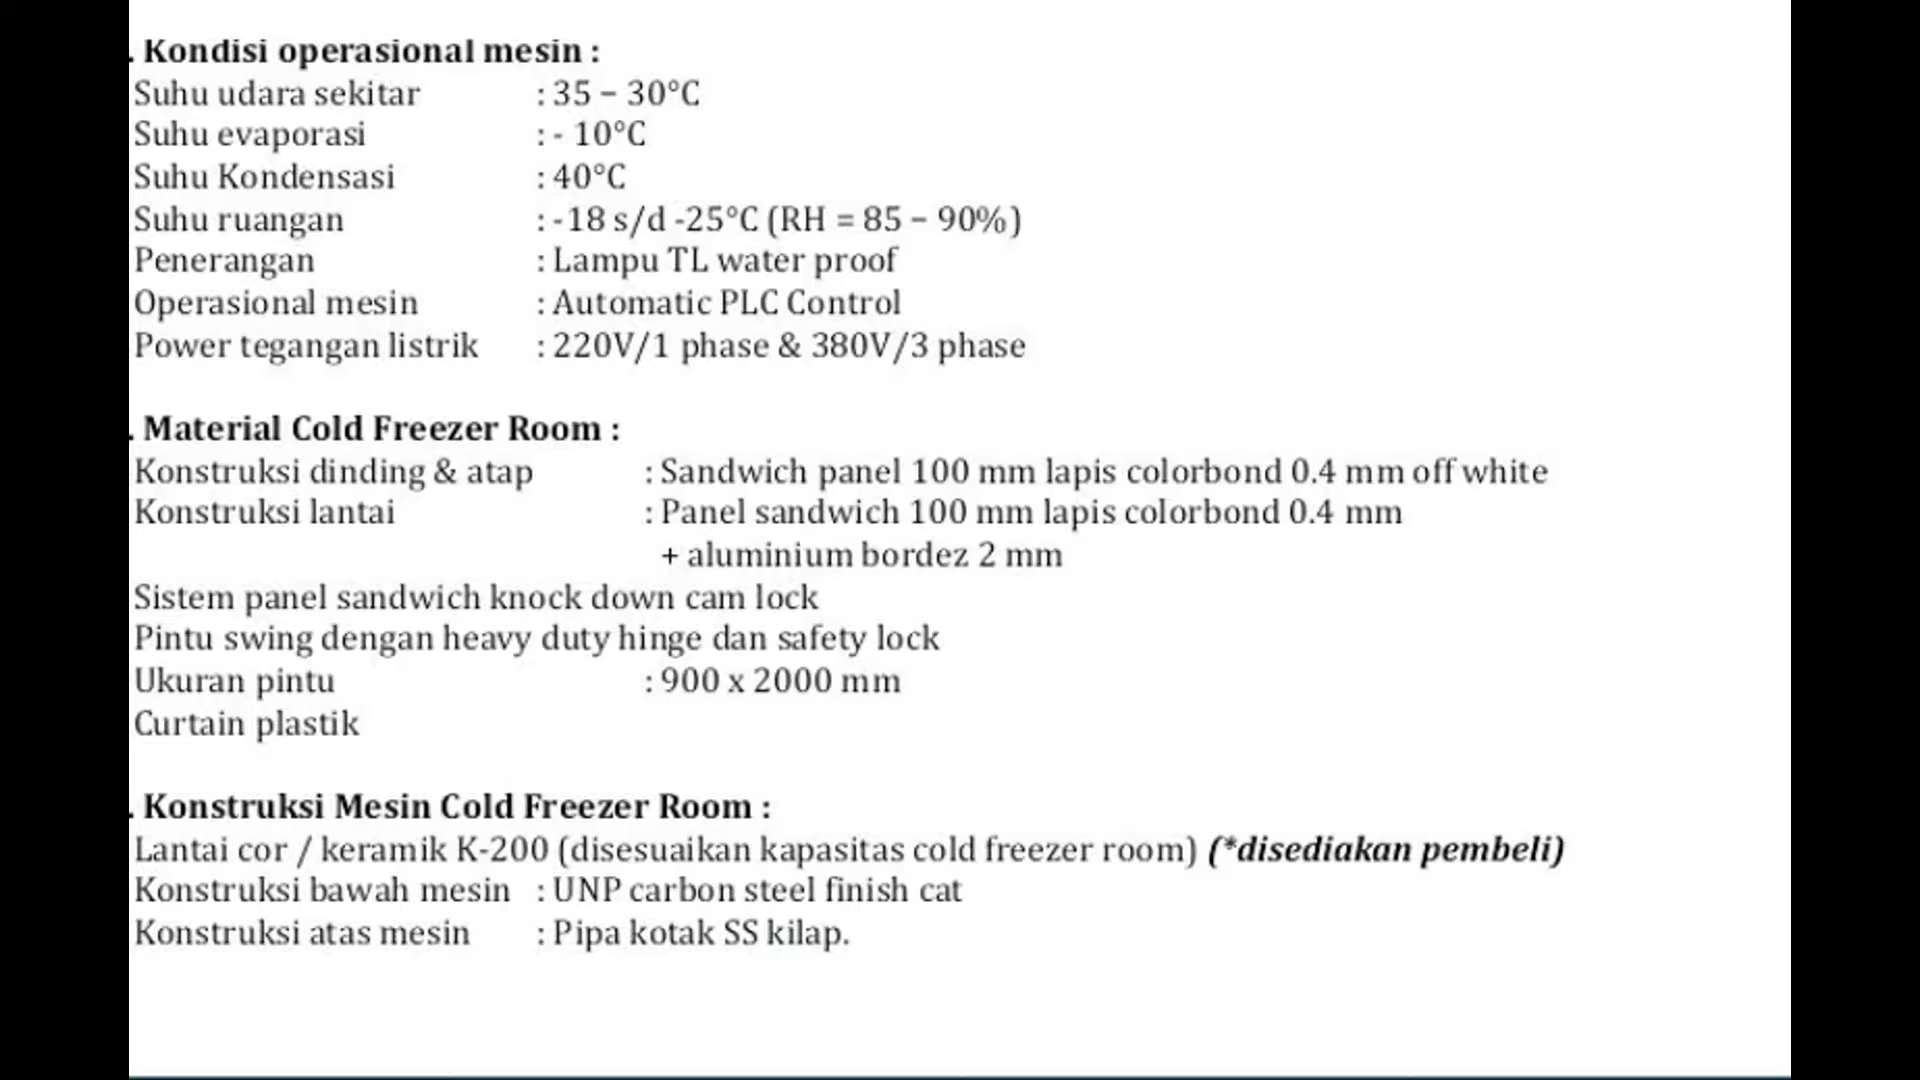 . Kondisi operasional mesin :
Suhu udara sekitar : 35 – 30°C
Suhu evaporasi : - 10°C
Suhu Kondensasi : 40°C
Suhu ruangan : -18 s/d -25°C (RH = 85 – 90%)
Penerangan : Lampu TL water proof
Operasional mesin : Automatic PLC Control
Power tegangan listrik : 220V/1 phase & 380V/3 phase
. Material Cold Freezer Room :
Konstruksi dinding & atap : Sandwich panel 100 mm lapis colorbond 0.4 mm off white
Konstruksi lantai : Panel sandwich 100 mm lapis colorbond 0.4 mm
+ aluminium bordez 2 mm
Sistem panel sandwich knock down cam lock
Pintu swing dengan heavy duty hinge dan safety lock
Ukuran pintu : 900 x 2000 mm
Curtain plastik
. Konstruksi Mesin Cold Freezer Room :
Lantai cor / keramik K-200 (disesuaikan kapasitas cold freezer room) (*disediakan pembeli)
Konstruksi bawah mesin : UNP carbon steel finish cat
Konstruksi atas mesin : Pipa kotak SS kilap.